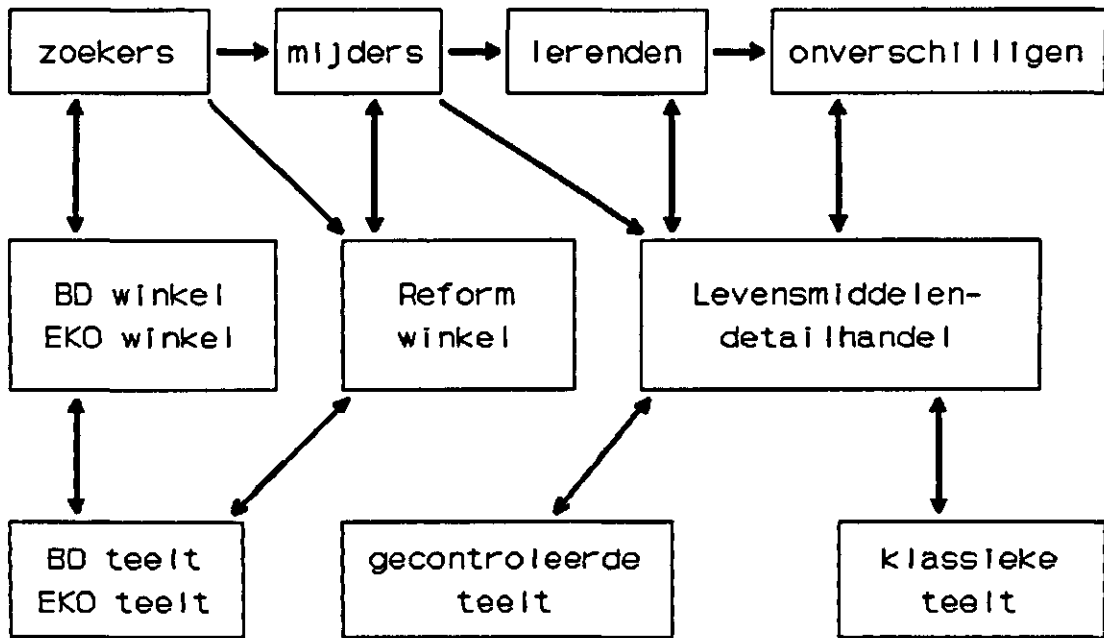 zoekers
mijders
lerenden
onverschilligen
BD winkel
EKO winkel
Reform
winkel
Levensmiddelen-
detailhandel
BD teelt
EKO teelt
gecontroleerde
teelt
klassieke
teelt